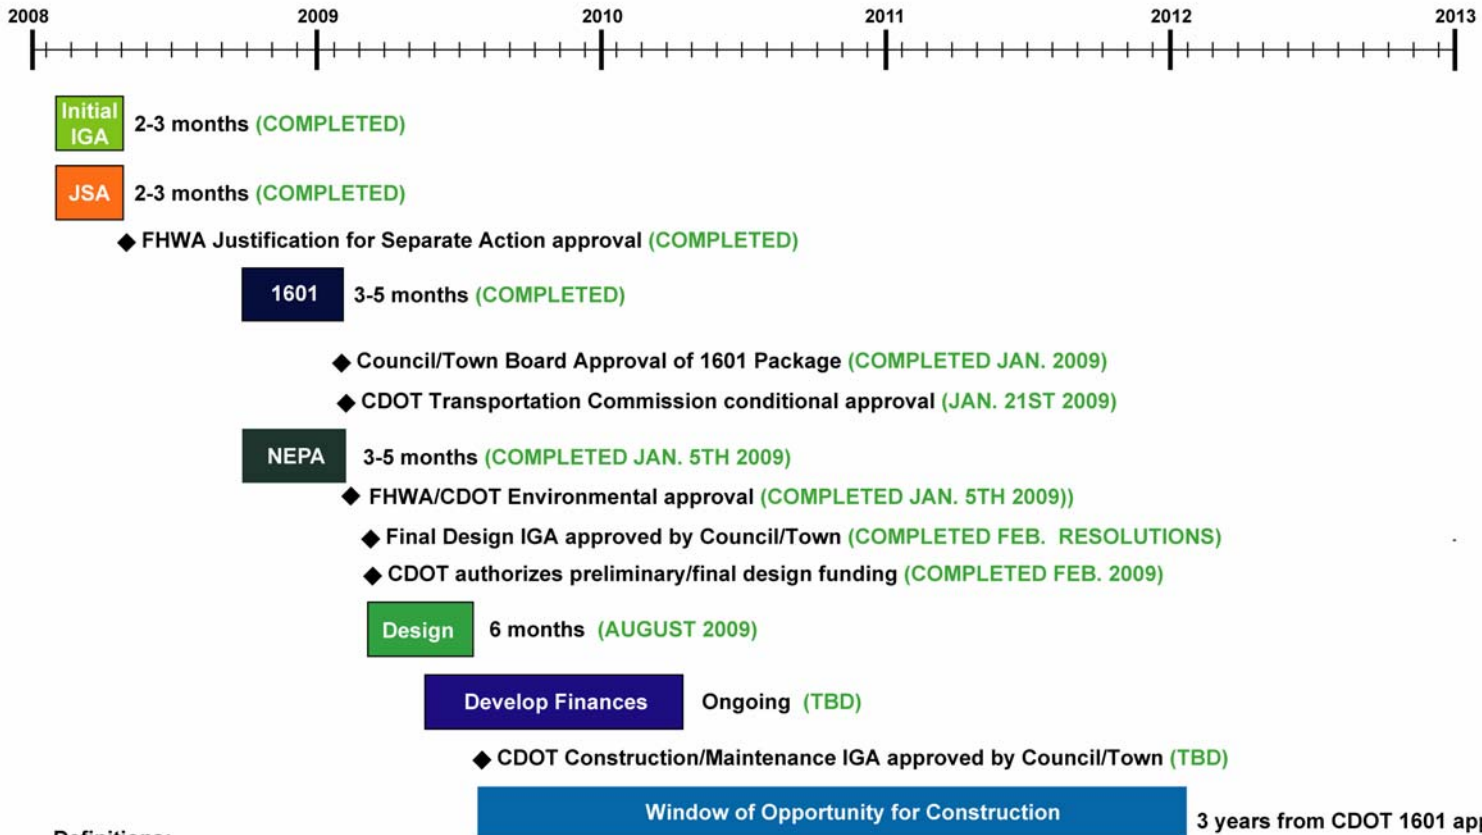 2008 2009 2010 2011 2012 2013
Initial
IGA
2-3 months (COMPLETED)
JSA
2-3 months (COMPLETED)
FHWA Justification for Separate Action approval (COMPLETED)
1601 3-5 months (COMPLETED)
Council/Town Board Approval of 1601 Package (COMPLETED JAN. 2009)
CDOT Transportation Commission conditional approval (JAN. 21ST 2009)
NEPA 3-5 months (COMPLETED JAN. 5TH 2009)
FHWA/CDOT Environmental approval (COMPLETED JAN. 5TH 2009))
Final Design IGA approved by Council/Town (COMPLETED FEB. RESOLUTIONS)
CDOT authorizes preliminary/final design funding (COMPLETED FEB. 2009)
Design 6 months (AUGUST 2009)
Develop Finances Ongoing (TBD)
CDOT Construction/Maintenance IGA approved by Council/Town (TBD)
Window of Opportunity for Construction
3 years from CDOT 1601